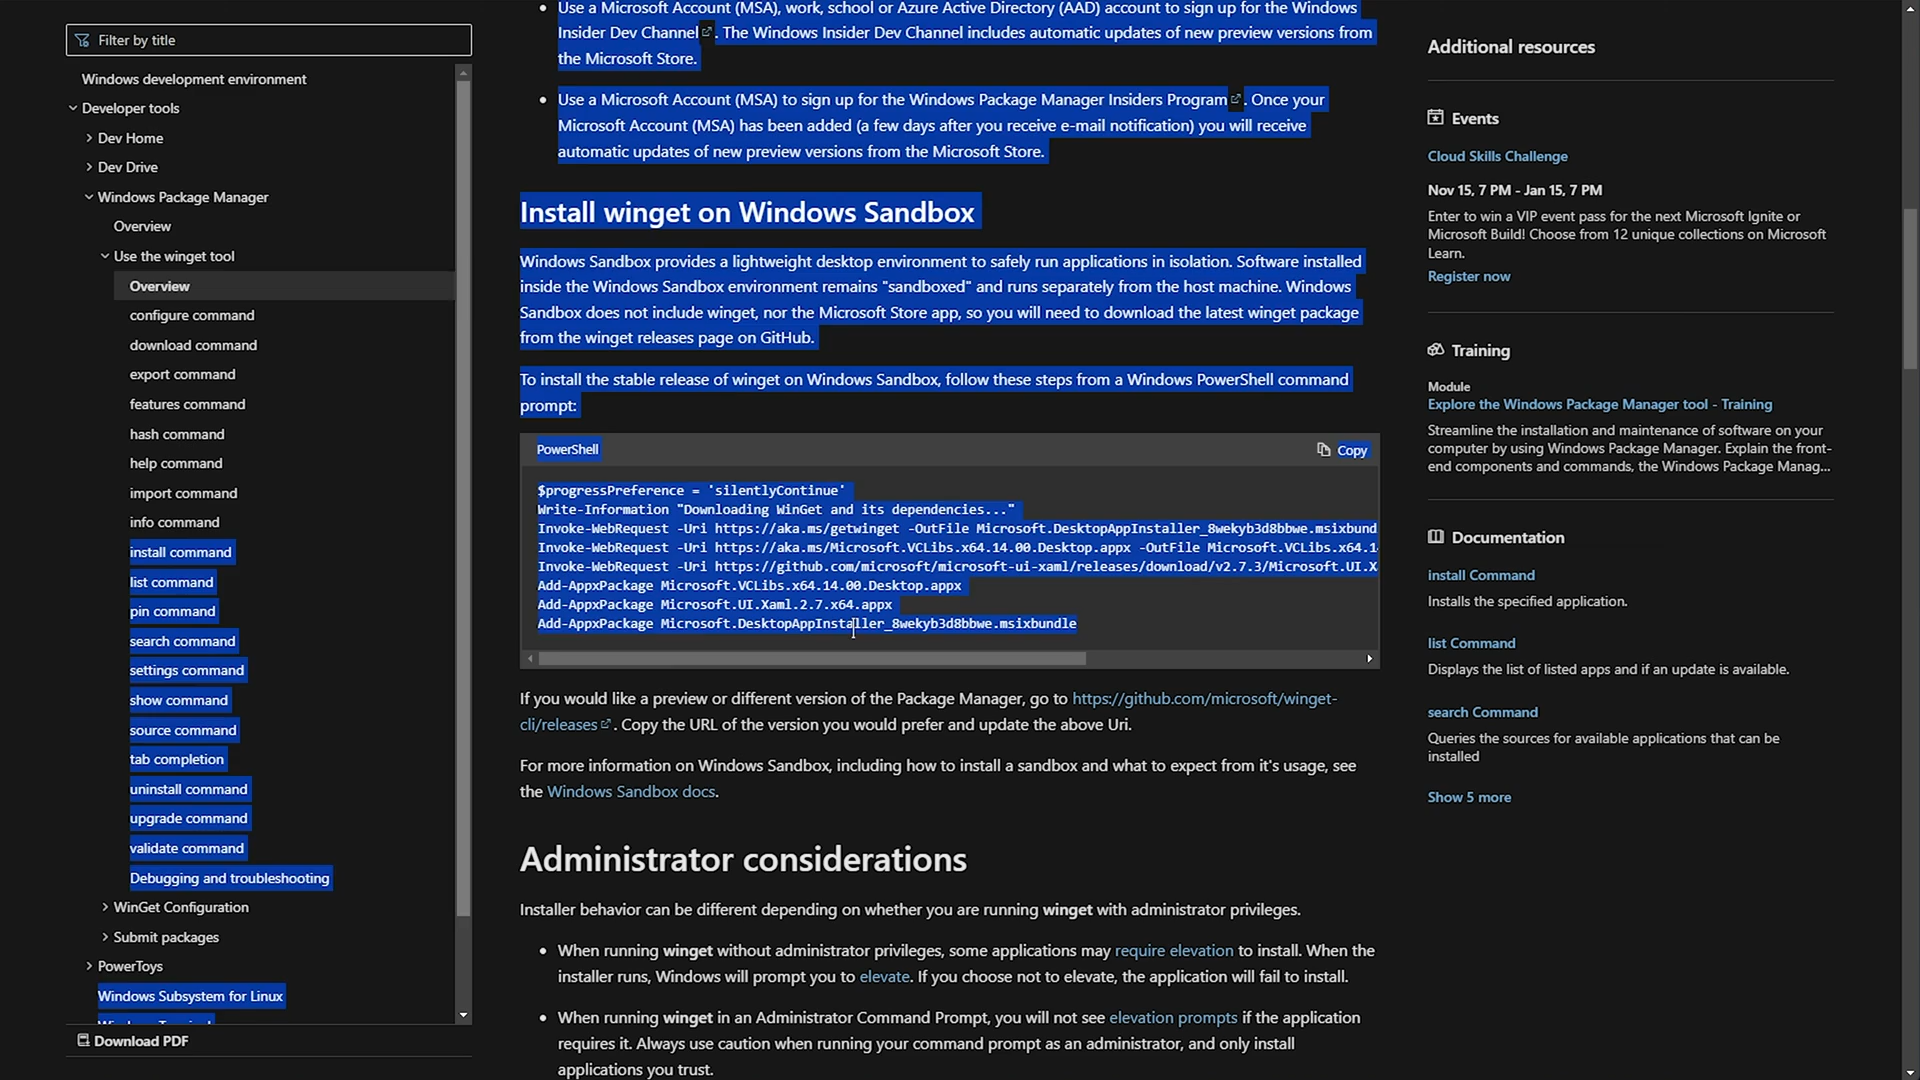 Filter by title
Windows development environment
Developer tools
Dev Home
Dev Drive
Windows Package Manager
Overview
Use the winget tool
Overview
configure command
download command
export command
features command
hash command
help command
import command
info command
install command
list command
pin command
search command
settings command
show command
source command
tab completion
uninstall command
upgrade command
validate command
Debugging and troubleshooting
WinGet Configuration
Submit packages
PowerToys
Windows Subsystem for Linux
Download PDF
Use a Microsoft Account (MSA), work, school or Azure Active Directory (AAD) account to sign up for the Windows
Insider Dev Channel. The Windows Insider Dev Channel includes automatic updates of new preview versions from
the Microsoft Store.
Use a Microsoft Account (MSA) to sign up for the Windows Package Manager Insiders Program. Once your
Microsoft Account (MSA) has been added (a few days after you receive e-mail notification) you will receive
automatic updates of new preview versions from the Microsoft Store.
Install winget on Windows Sandbox
Windows Sandbox provides a lightweight desktop environment to safely run applications in isolation. Software installed
inside the Windows Sandbox environment remains "sandboxed" and runs separately from the host machine. Windows
Sandbox does not include winget, nor the Microsoft Store app, so you will need to download the latest winget package
from the winget releases page on GitHub.
To install the stable release of winget on Windows Sandbox, follow these steps from a Windows PowerShell command
prompt:
PowerShell
Copy
$progressPreference = 'silentlyContinue'
Write-Information "Downloading WinGet and its dependencies..."
Invoke-WebRequest -Uri https://aka.ms/getwinget -OutFile Microsoft.DesktopAppInstaller_8wekyb3d8bbwe.msixbund
Invoke-WebRequest -Uri https://aka.ms/Microsoft.VCLibs.x64.14.00.Desktop.appx -OutFile Microsoft.VCLibs.x64.1
Invoke-WebRequest -Uri https://github.com/microsoft/microsoft-ui-xaml/releases/download/v2.7.3/Microsoft.UI.X
Add-AppxPackage Microsoft.VCLibs.x64.14.00.Desktop.appx
Add-AppxPackage Microsoft.UI.Xaml.2.7.x64.appx
Add-AppxPackage Microsoft.DesktopAppInstaller_8wekyb3d8bbwe.msixbundle
If you would like a preview or different version of the Package Manager, go to https://github.com/microsoft/winget-
cli/releases. Copy the URL of the version you would prefer and update the above Uri.
For more information on Windows Sandbox, including how to install a sandbox and what to expect from it's usage, see
the Windows Sandbox docs.
Administrator considerations
Installer behavior can be different depending on whether you are running winget with administrator privileges.
When running winget without administrator privileges, some applications may require elevation to install. When the
installer runs, Windows will prompt you to elevate. If you choose not to elevate, the application will fail to install.
When running winget in an Administrator Command Prompt, you will not see elevation prompts if the application
requires it. Always use caution when running your command prompt as an administrator, and only install
applications you trust.
Additional resources
Events
Cloud Skills Challenge
Nov 15, 7 PM - Jan 15, 7 PM
Enter to win a VIP event pass for the next Microsoft Ignite or
Microsoft Build! Choose from 12 unique collections on Microsoft
Learn.
Register now
Training
Module
Explore the Windows Package Manager tool - Training
Streamline the installation and maintenance of software on your
computer by using Windows Package Manager. Explain the front-
end components and commands, the Windows Package Manag...
Documentation
install Command
Installs the specified application.
list Command
Displays the list of listed apps and if an update is available.
search Command
Queries the sources for available applications that can be
installed
Show 5 more